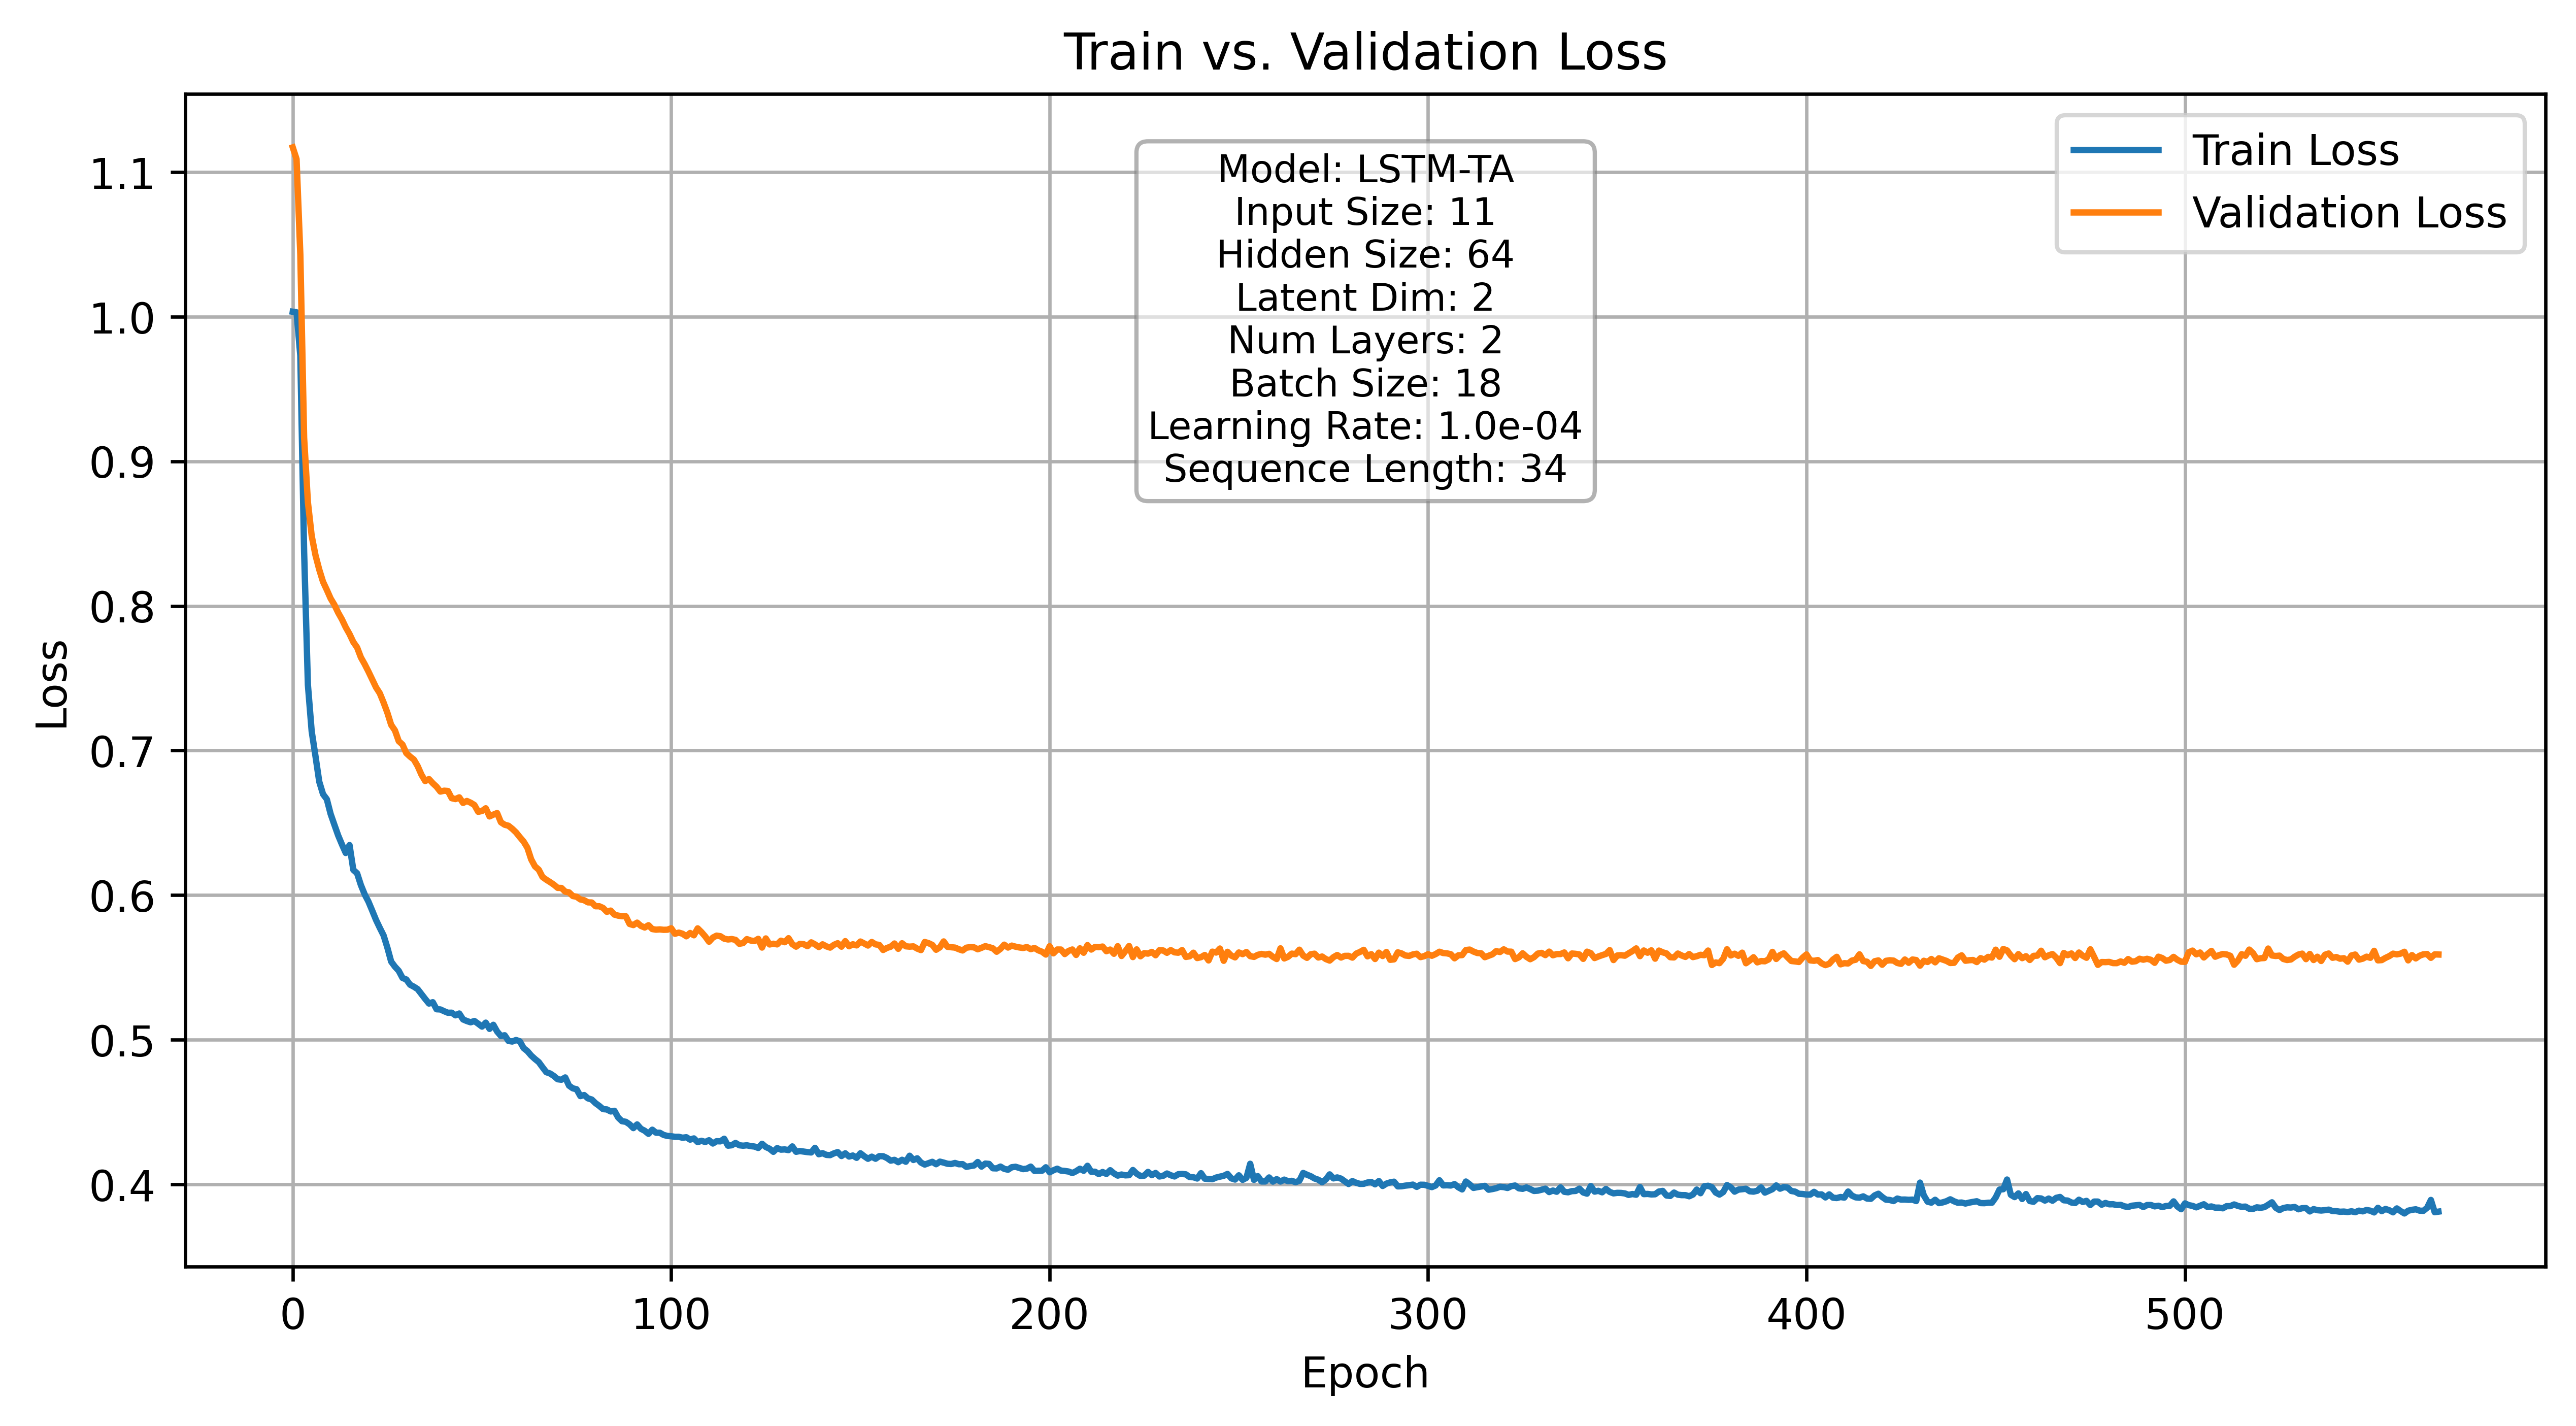 Train vs. Validation Loss
Train Loss
Validation Loss
Model: LSTM-TA
Input Size: 11
Hidden Size: 64
Latent Dim: 2
Num Layers: 2
Batch Size: 18
Learning Rate: 1.0e-04
Sequence Length: 34
1.1
1.0
0.9
0.8
0.7
0.6
0.5
0.4
Loss
0 100 200 300 400 500
Epoch